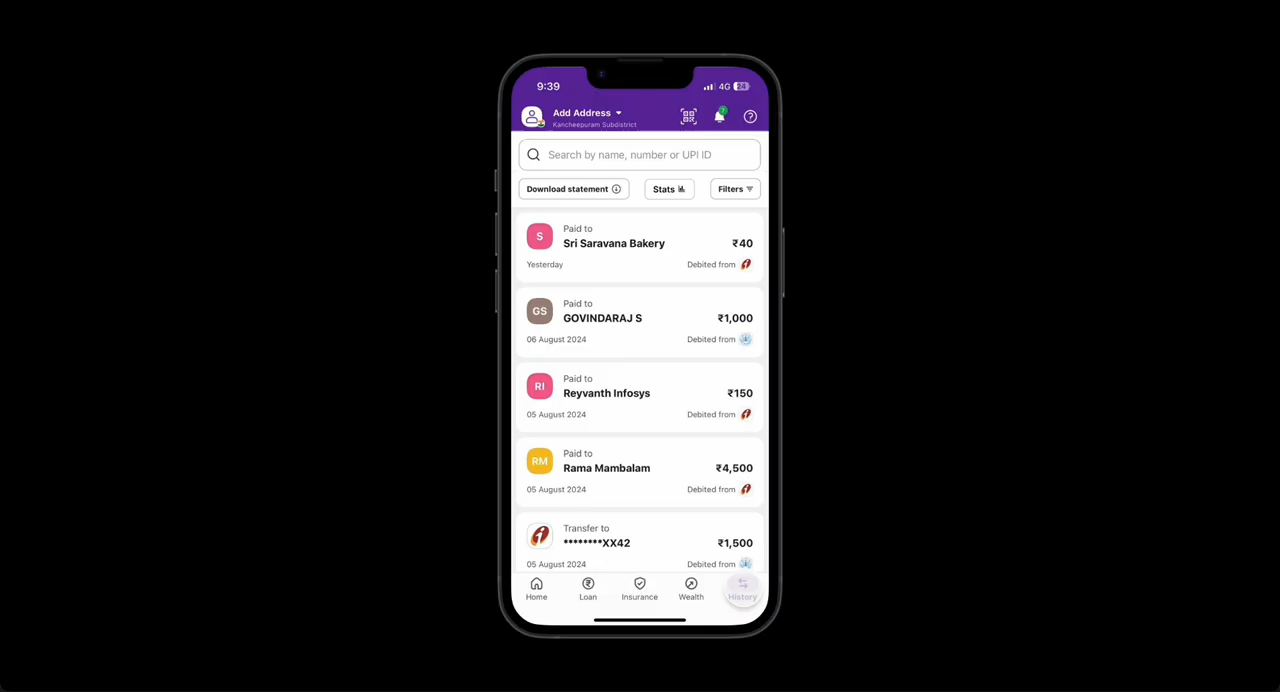 9:39
4G 24
Add Address
Kancheepuram Subdistrict
Search by name, number or UPI ID
Download statement
Stats
Filters
S
Paid to
Sri Saravana Bakery
₹40
Yesterday
Debited from
GS
Paid to
GOVINDARAJ S
₹1,000
06 August 2024
Debited from
RI
Paid to
Reyvanth Infosys
₹150
05 August 2024
Debited from
RM
Paid to
Rama Mambalam
₹4,500
05 August 2024
Debited from
Transfer to
********XX42
₹1,500
05 August 2024
Debited from
Home
Loan
Insurance
Wealth
History